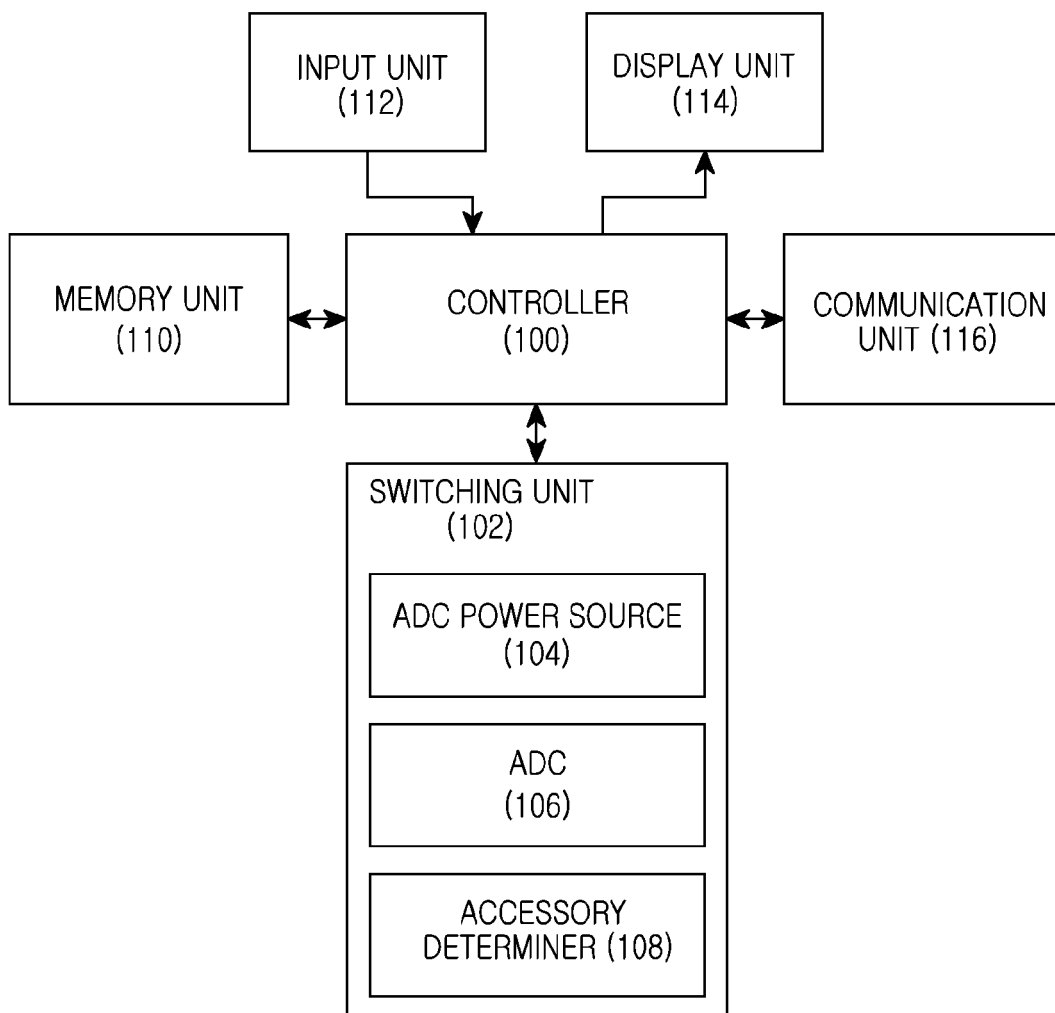 INPUT UNIT
(112)
DISPLAY UNIT
(114)
MEMORY UNIT
(110)
CONTROLLER
(100)
COMMUNICATION
UNIT (116)
SWITCHING UNIT
(102)
ADC POWER SOURCE
(104)
ADC
(106)
ACCESSORY
DETERMINER (108)